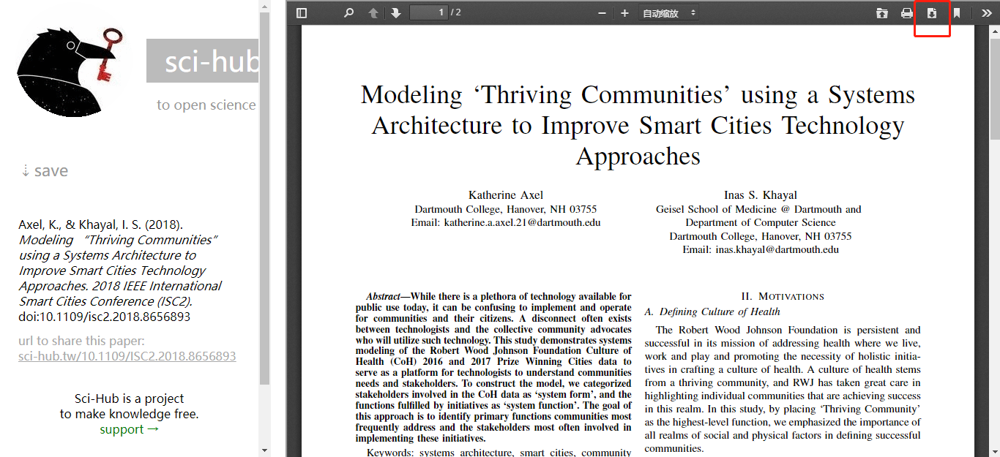 sci-hub
to open science
⇣ save
Axel, K., & Khayal, I. S. (2018).
Modeling “Thriving Communities”
using a Systems Architecture to
Improve Smart Cities Technology
Approaches. 2018 IEEE International
Smart Cities Conference (ISC2).
doi:10.1109/isc2.2018.8656893
url to share this paper:
sci-hub.tw/10.1109/ISC2.2018.8656893
Sci-Hub is a project
to make knowledge free.
support →
1 / 2
自动缩放
Modeling ‘Thriving Communities’ using a Systems
Architecture to Improve Smart Cities Technology
Approaches
Katherine Axel
Dartmouth College, Hanover, NH 03755
Email: katherine.a.axel.21@dartmouth.edu
Inas S. Khayal
Geisel School of Medicine @ Dartmouth and
Department of Computer Science
Dartmouth College, Hanover, NH 03755
Email: inas.khayal@dartmouth.edu
Abstract—While there is a plethora of technology available for
public use today, it can be confusing to implement and operate
for communities and their citizens. A disconnect often exists
between technologists and the collective community advocates
who will utilize such technology. This study demonstrates systems
modeling of the Robert Wood Johnson Foundation Culture of
Health (CoH) 2016 and 2017 Prize Winning Cities data to
serve as a platform for technologists to understand communities
needs and stakeholders. To construct the model, we categorized
stakeholders involved in the CoH data as ‘system form’, and the
functions fulfilled by initiatives as ‘system function’. The goal of
this approach is to identify primary functions communities most
frequently address and the stakeholders most often involved in
implementing these initiatives.
Keywords: systems architecture, smart cities, community
II. MOTIVATIONS
A. Defining Culture of Health
The Robert Wood Johnson Foundation is persistent and
successful in its mission of addressing health where we live,
work and play and promoting the necessity of holistic initia-
tives in crafting a culture of health. A culture of health stems
from a thriving community, and RWJ has taken great care in
highlighting individual communities that are achieving success
in this realm. In this study, by placing ‘Thriving Community’
as the highest-level function, we emphasized the importance of
all realms of social and physical factors in defining successful
communities.